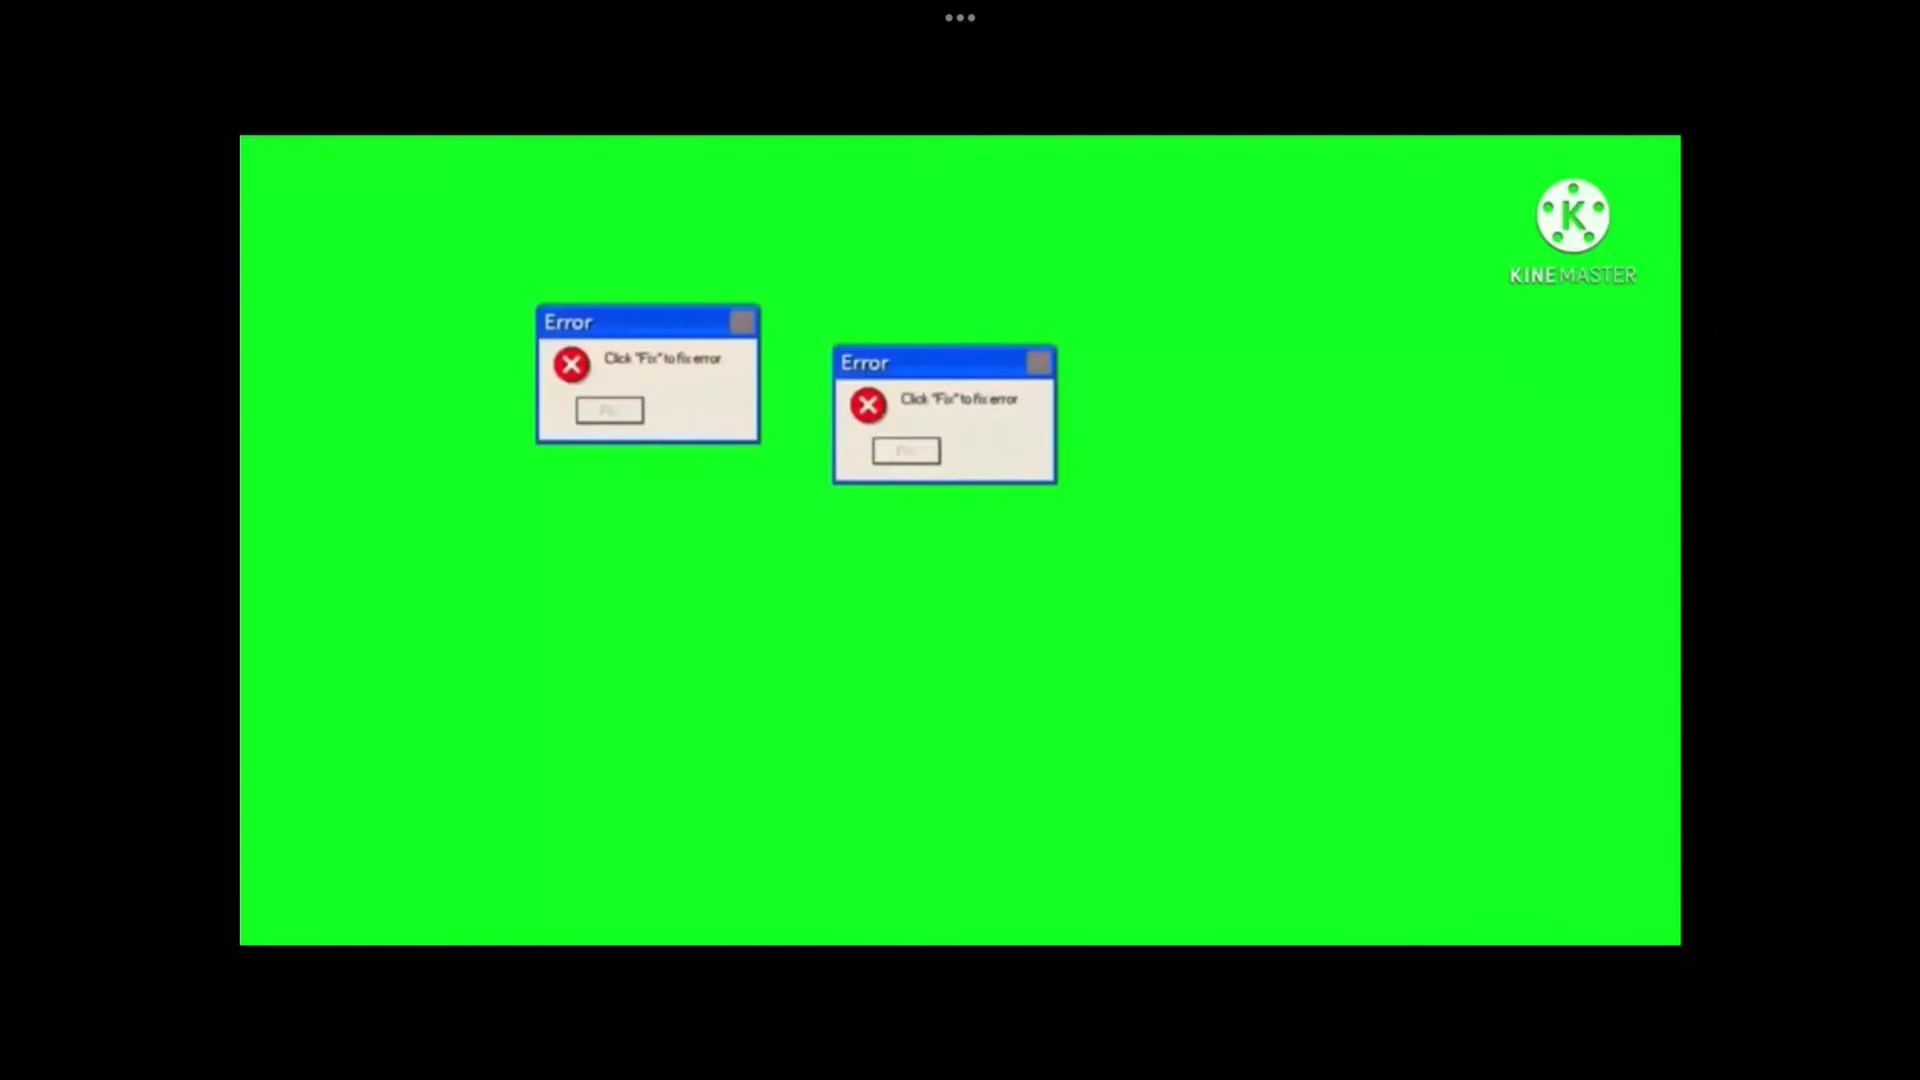 K
KINEMASTER
Error
Click "Fix" to fix error
Error
Click "Fix" to fix error